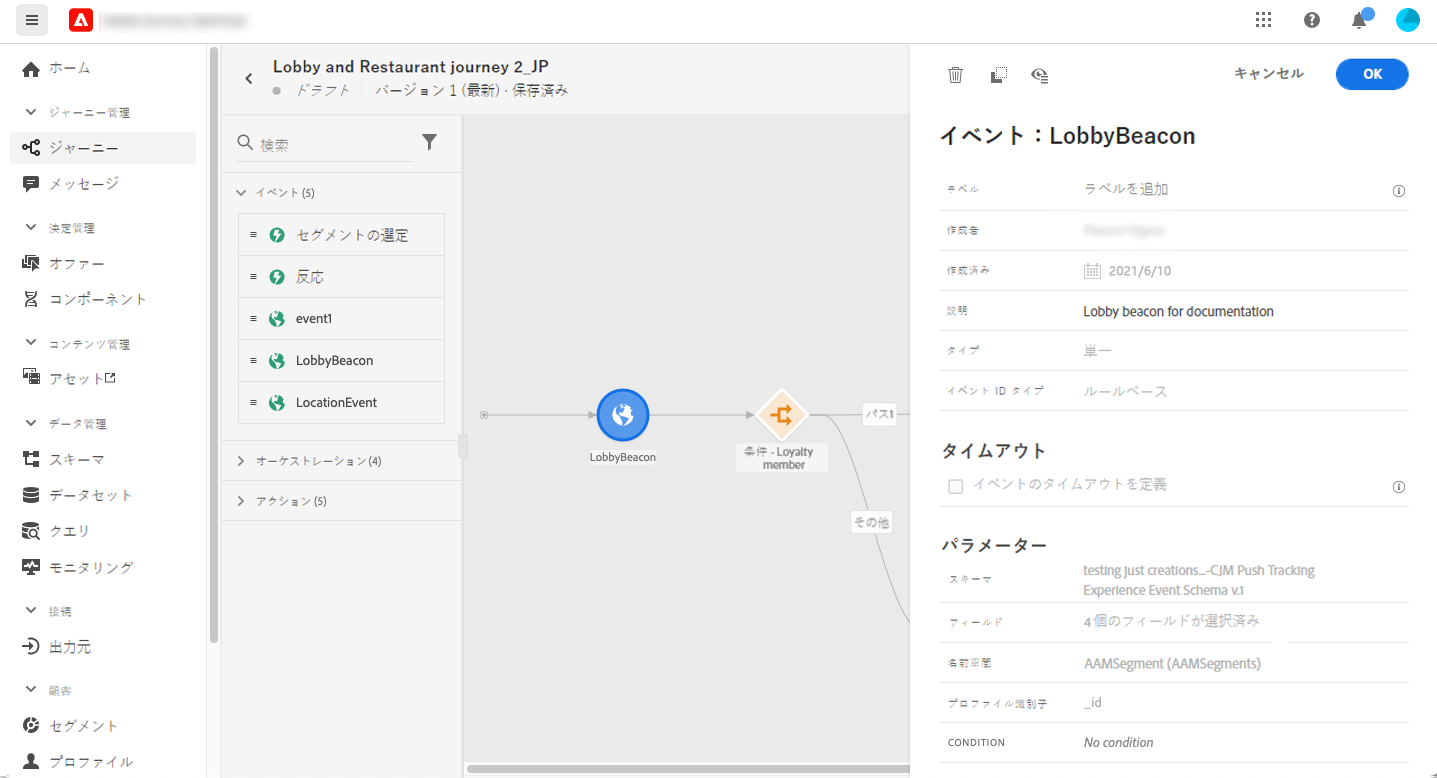 ホーム
ジャーニー管理
ジャーニー
メッセージ
決定管理
オファー
コンポーネント
コンテンツ管理
アセット
データ管理
スキーマ
データセット
クエリ
モニタリング
接続
出力元
顧客
セグメント
プロファイル
Lobby and Restaurant journey 2_JP
ドラフト バージョン 1 (最新) · 保存済み
検索
イベント (5)
セグメントの選定
反応
event1
LobbyBeacon
LocationEvent
オーケストレーション (4)
アクション (5)
LobbyBeacon
条件 - Loyalty
member
パス1
その他
キャンセル
OK
イベント：LobbyBeacon
ラベル ラベルを追加
作成者
作成済み 2021/6/10
説明 Lobby beacon for documentation
タイプ 単一
イベント ID タイプ ルールベース
タイムアウト
イベントのタイムアウトを定義
パラメーター
スキーマ testing just creations...-CJM Push Tracking
Experience Event Schema v.1
フィールド 4 個のフィールドが選択済み
名前空間 AAMSegment (AAMSegments)
プロファイル識別子 _id
CONDITION No condition